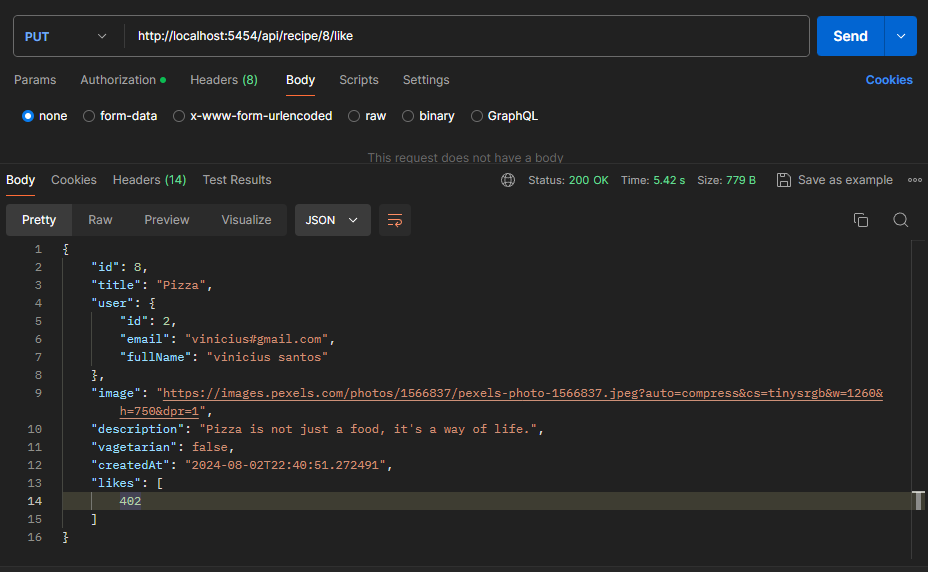 PUT http://localhost:5454/api/recipe/8/like Send
Params Authorization Headers (8) Body Scripts Settings Cookies
none form-data x-www-form-urlencoded raw binary GraphQL
This request does not have a body
Body Cookies Headers (14) Test Results Status: 200 OK Time: 5.42 s Size: 779 B Save as example
Pretty Raw Preview Visualize JSON
1 {
2 "id": 8,
3 "title": "Pizza",
4 "user": {
5 "id": 2,
6 "email": "vinicius#gmail.com",
7 "fullName": "vinicius santos"
8 },
9 "image": "https://images.pexels.com/photos/1566837/pexels-photo-1566837.jpeg?auto=compress&cs=tinysrgb&w=1260&
h=750&dpr=1",
10 "description": "Pizza is not just a food, it's a way of life.",
11 "vagetarian": false,
12 "createdAt": "2024-08-02T22:40:51.272491",
13 "likes": [
14 402
15 ]
16 }